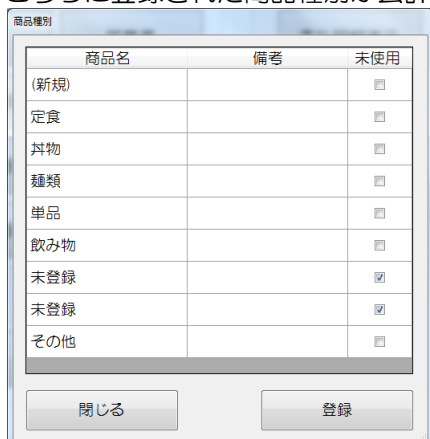 商品種別
商品名 備考 未使用
(新規)
定食
丼物
麺類
単品
飲み物
未登録
未登録
その他
閉じる 登録